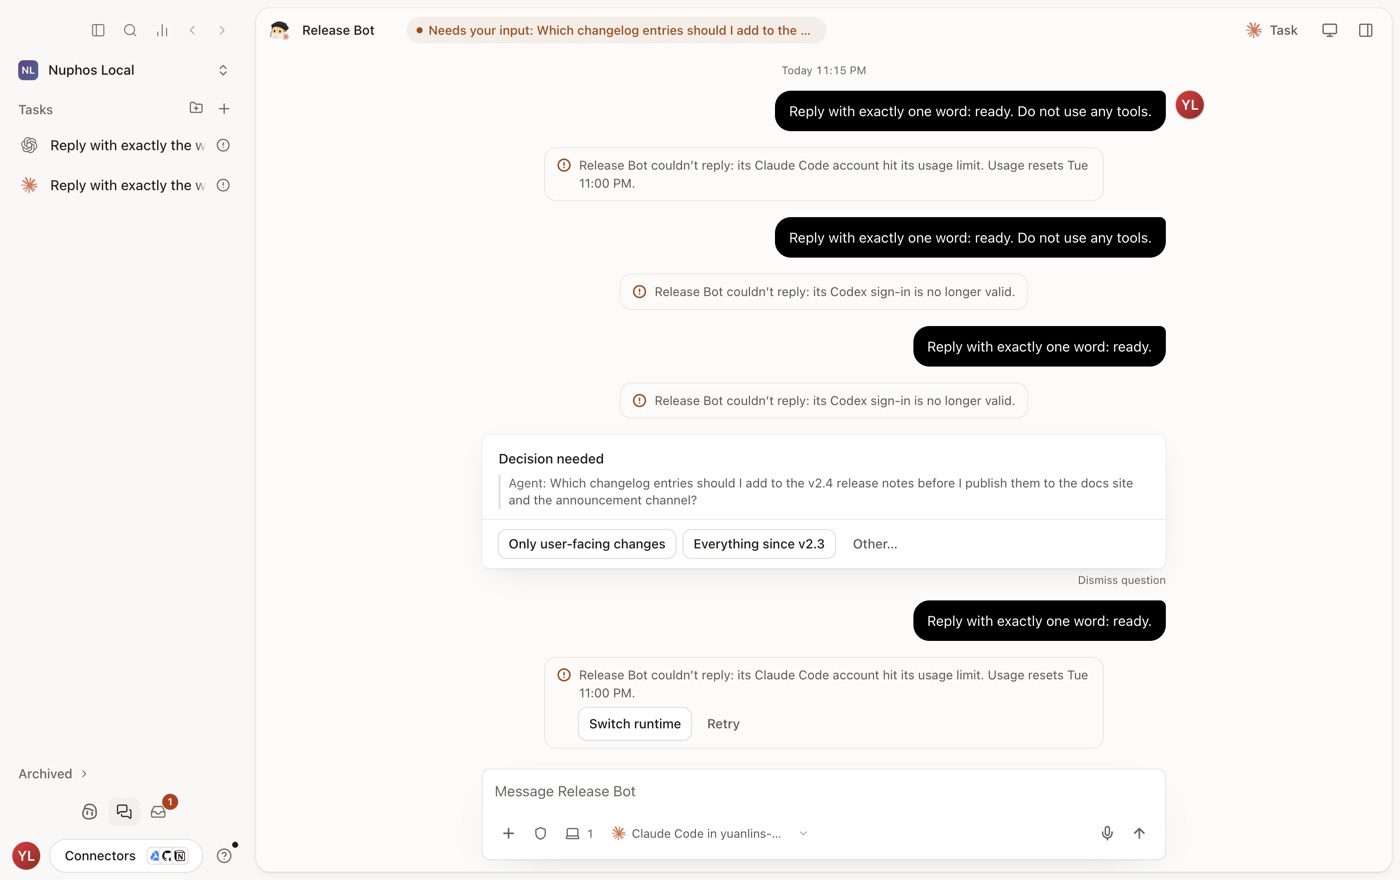 Release Bot
Needs your input: Which changelog entries should I add to the ...
Task
NL
Nuphos Local
Tasks
Reply with exactly the w
Reply with exactly the w
Today 11:15 PM
Reply with exactly one word: ready. Do not use any tools.
YL
Release Bot couldn’t reply: its Claude Code account hit its usage limit. Usage resets Tue
11:00 PM.
Reply with exactly one word: ready. Do not use any tools.
Release Bot couldn’t reply: its Codex sign-in is no longer valid.
Reply with exactly one word: ready.
Release Bot couldn’t reply: its Codex sign-in is no longer valid.
Decision needed
Agent: Which changelog entries should I add to the v2.4 release notes before I publish them to the docs site
and the announcement channel?
Only user-facing changes
Everything since v2.3
Other...
Dismiss question
Reply with exactly one word: ready.
Release Bot couldn’t reply: its Claude Code account hit its usage limit. Usage resets Tue
11:00 PM.
Switch runtime
Retry
Message Release Bot
1
Claude Code in yuanlins-...
Archived
1
YL
Connectors